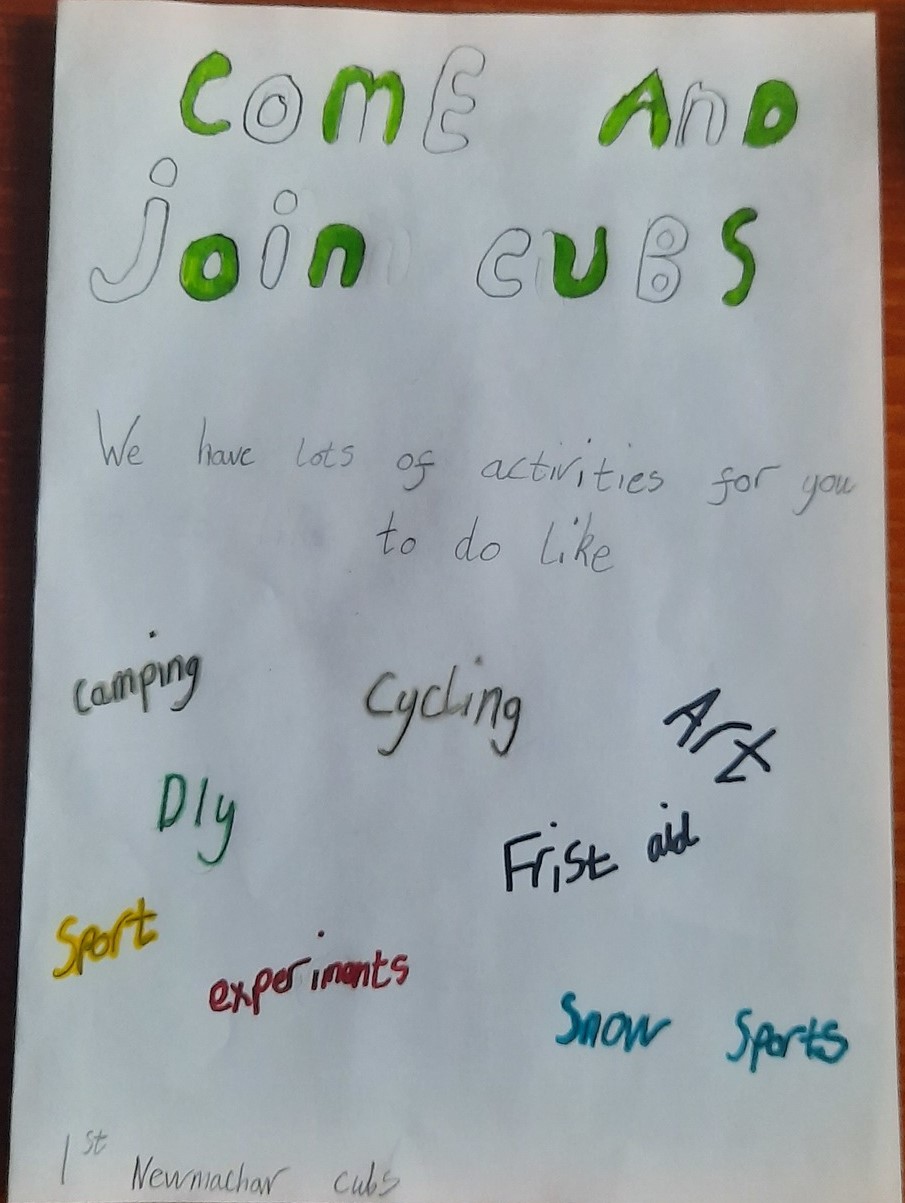 COME AND
join CUBS
We have lots of activities for you
to do like
Camping
Cycling
Art
DIy
Frist aid
Sport
experiments
Snow Sports
1st Newmachar cubs